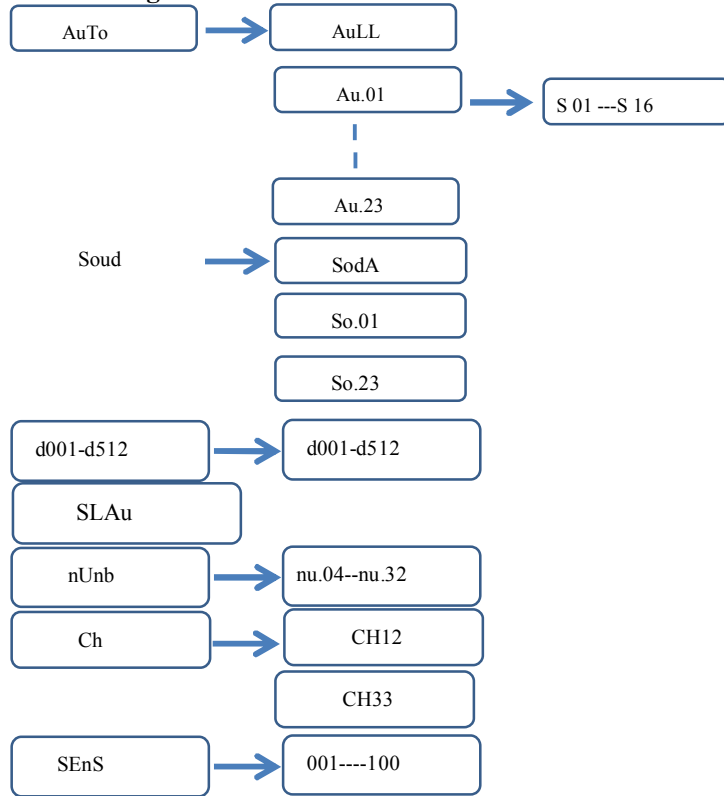 AuTo
AuLL
Au.01
S 01 ---S 16
Au.23
Soud
SodA
So.01
So.23
d001-d512
d001-d512
SLAu
nUnb
nu.04--nu.32
Ch
CH12
CH33
SEnS
001----100